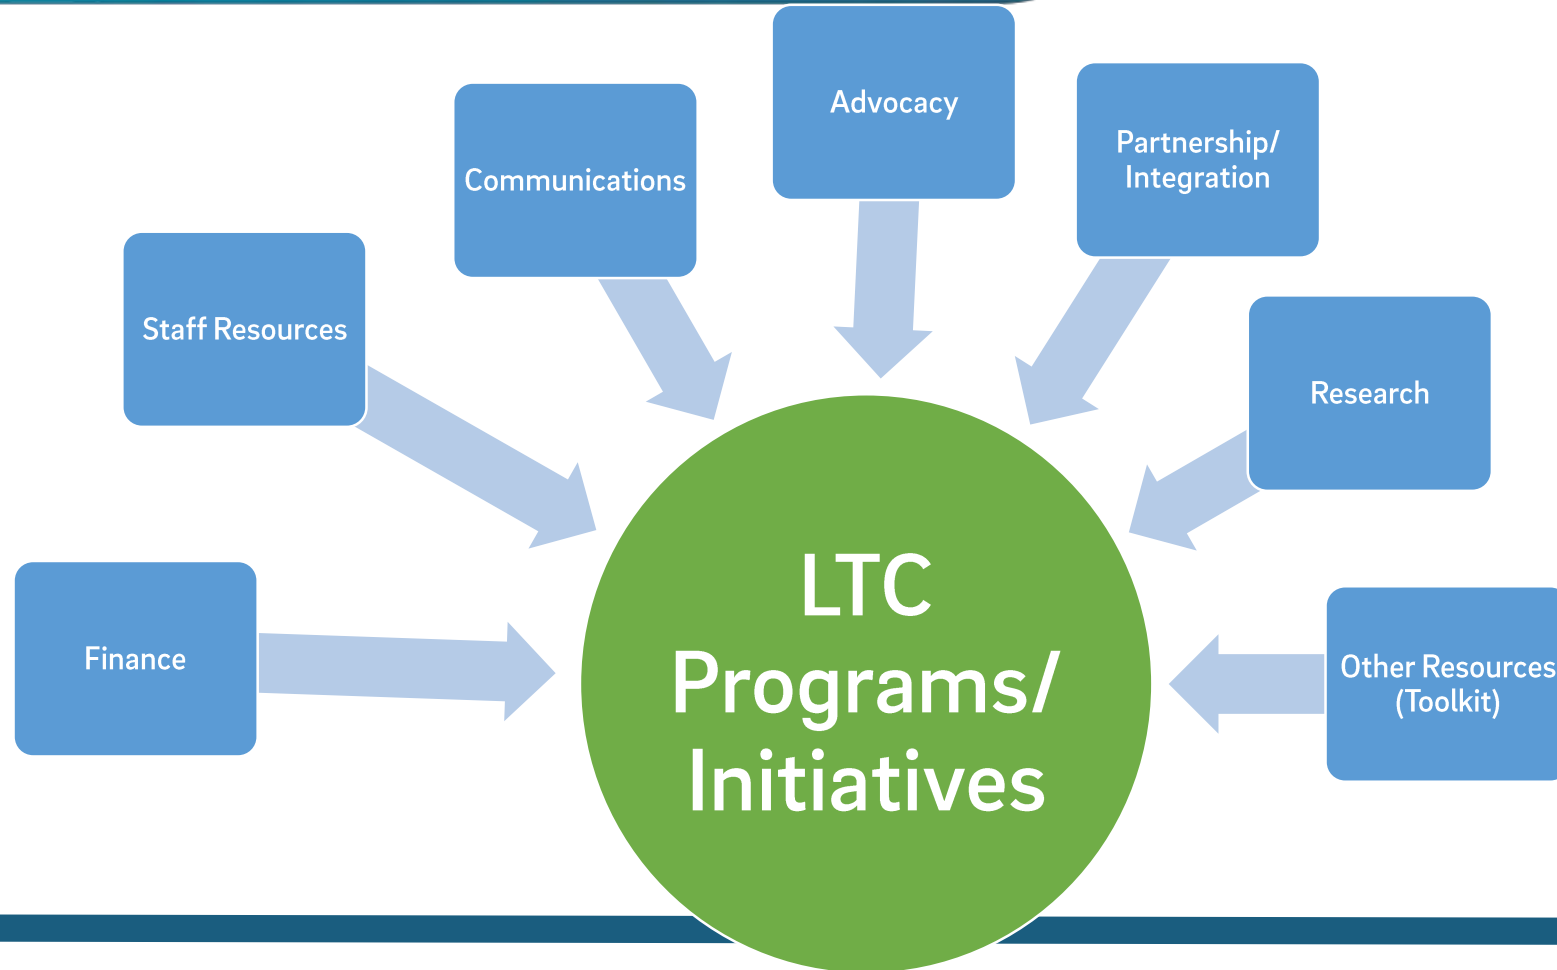 Advocacy
Partnership/
Integration
Communications
Staff Resources
Research
LTC
Programs/
Initiatives
Finance
Other Resources
(Toolkit)